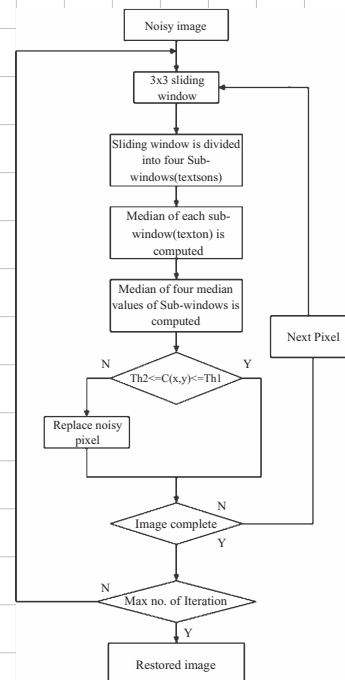 Noisy image
3x3 sliding
window
Sliding window is divided
into four Sub-
windows(textsons)
Median of each sub-
window(texton) is
computed
Median of four median
values of Sub-windows is
computed
N
Y
Th2<=C(x,y)<=Th1
Next Pixel
Replace noisy
pixel
N
Image complete
Y
N
Max no. of Iteration
Y
Restored image